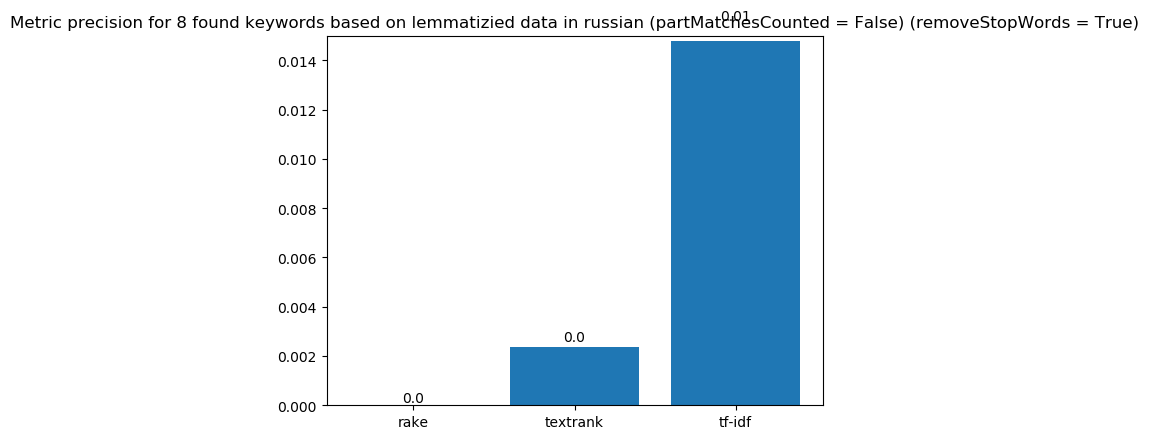 0.01
Metric precision for 8 found keywords based on lemmatizied data in russian (partMatchesCounted = False) (removeStopWords = True)
0.014
0.012
0.010
0.008
0.006
0.004
0.002
0.000
0.0
0.0
rake
textrank
tf-idf